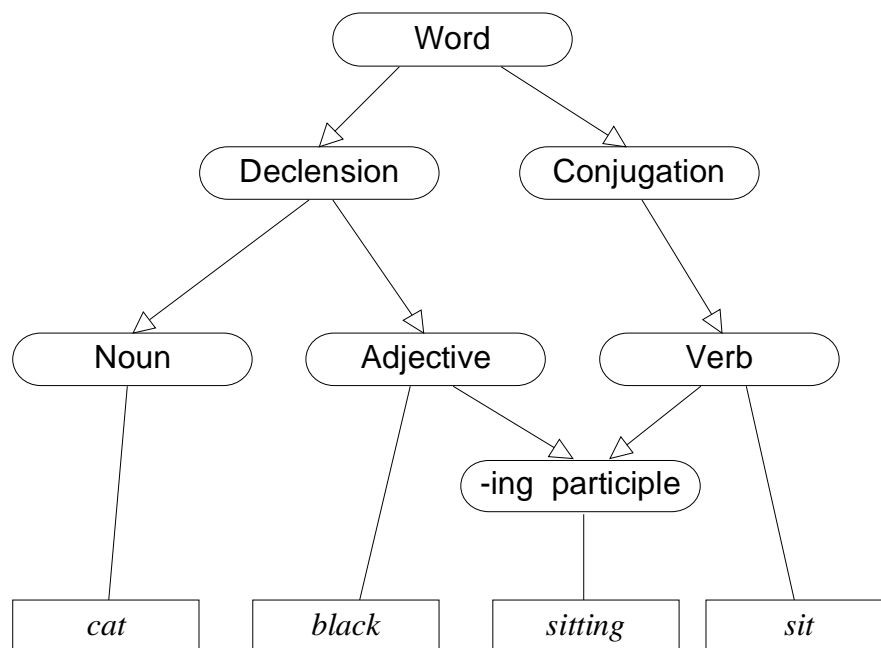 Word
Declension
Conjugation
Noun
Adjective
Verb
-ing participle
cat
black
sitting
sit